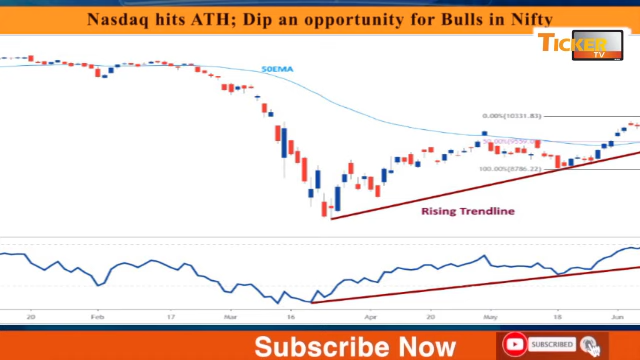 Nasdaq hits ATH; Dip an opportunity for Bulls in Nifty
TICKER
TV
50EMA
0.00%(10331.83)
100.00%(8786.22)
Rising Trendline
20
Feb
17
Mar
16
Apr
20
May
18
Jun
Subscribe Now
SUBSCRIBED